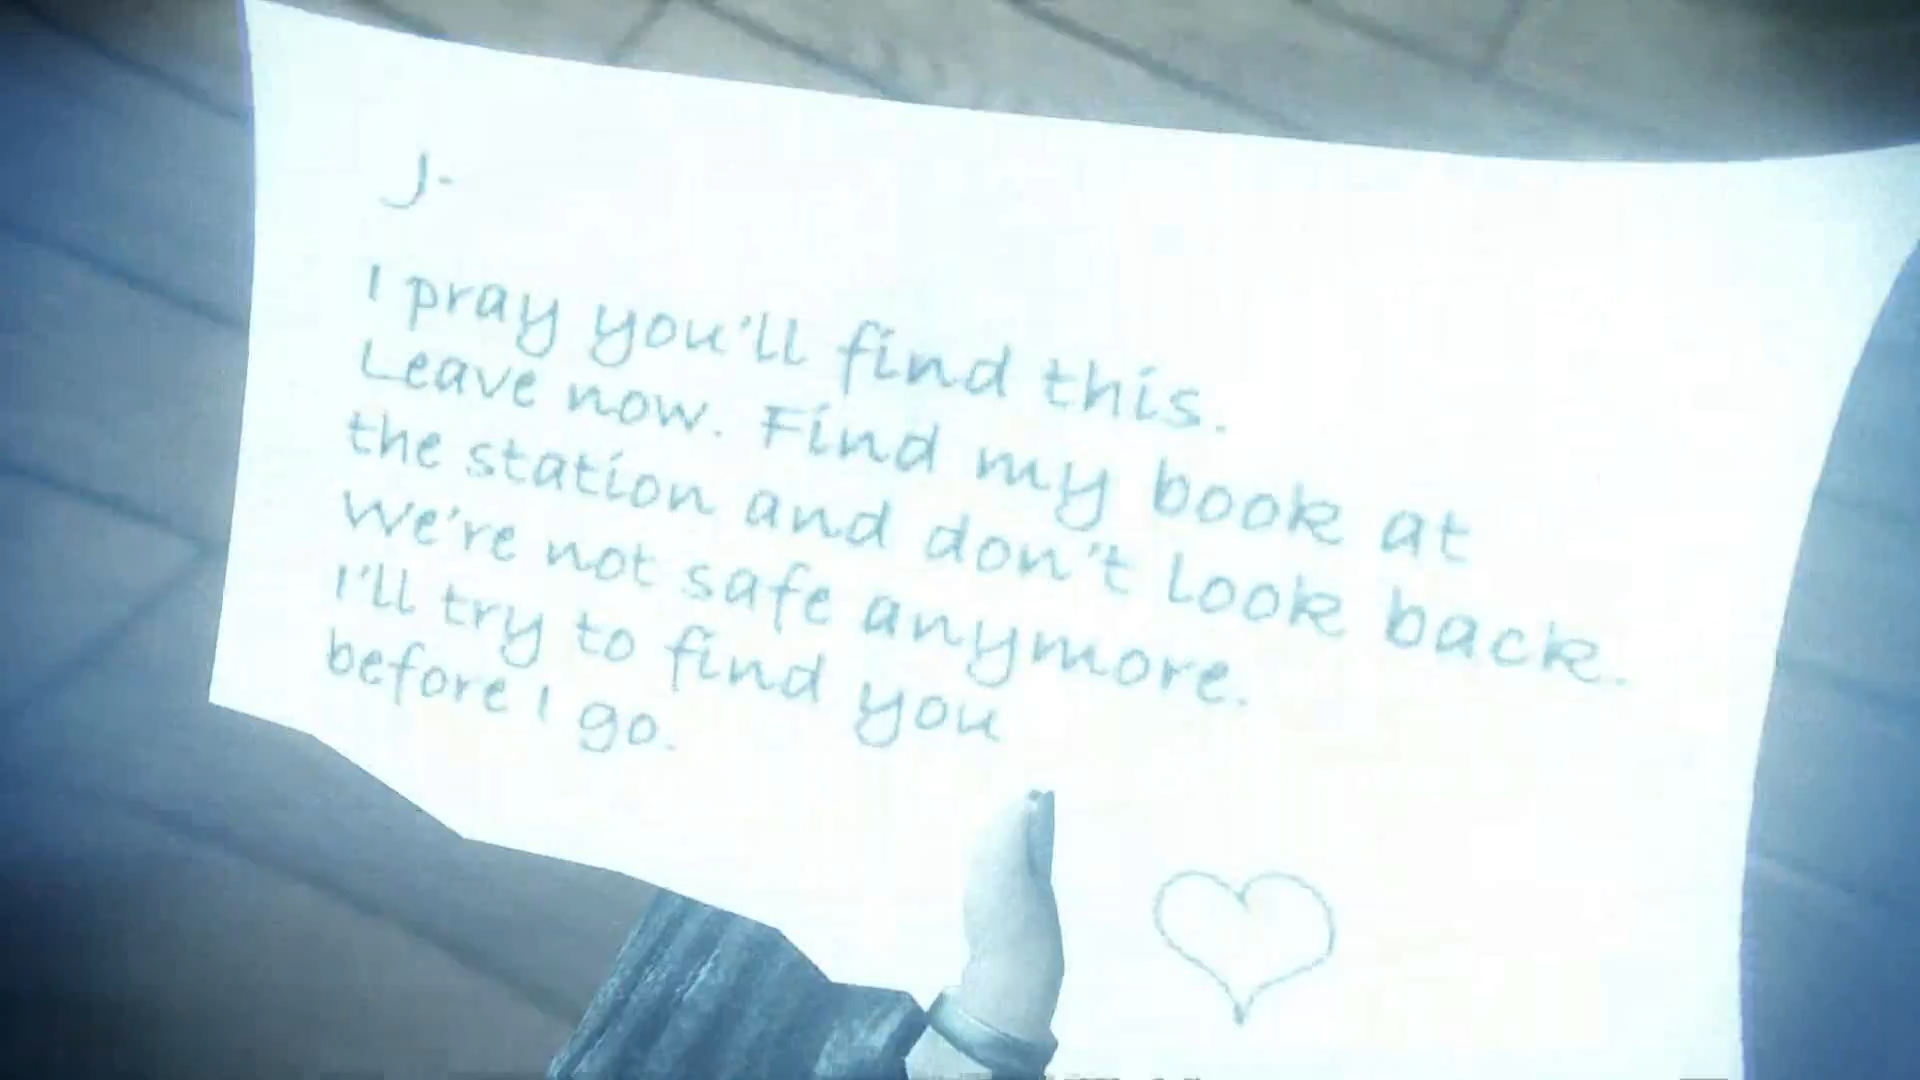 J-
I pray you'll find this.
Leave now. Find my book at
the station and don't look back.
We're not safe anymore.
I'll try to find you
before I go.